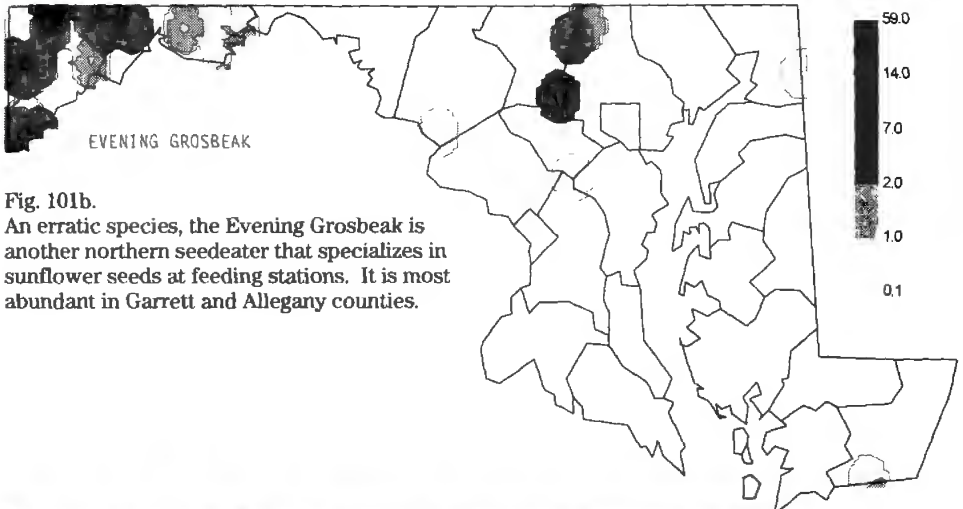 EVENING GROSBEAK
Fig. 101b.
An erratic species, the Evening Grosbeak is
another northern seedeater that specializes in
sunflower seeds at feeding stations. It is most
abundant in Garrett and Allegany counties.
59.0
14.0
7.0
2.0
1.0
0.1